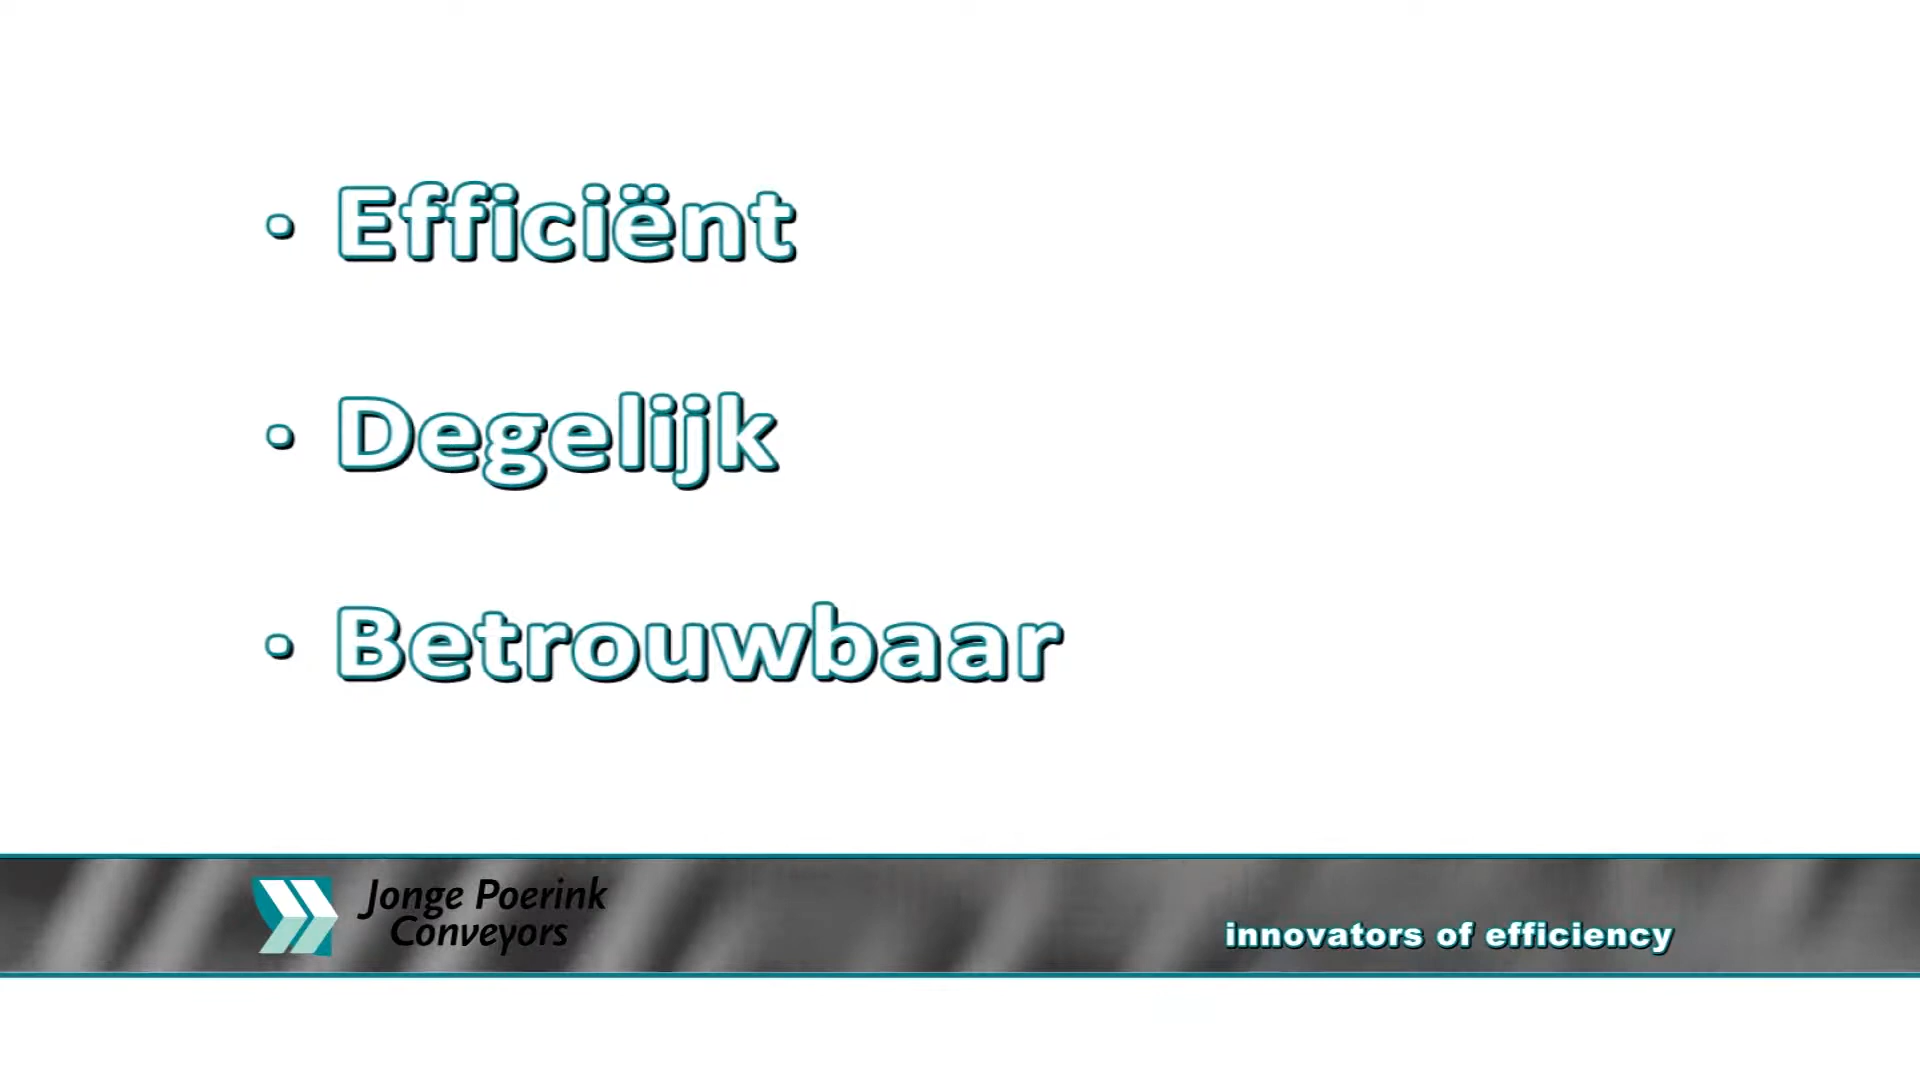 • Efficiënt
• Degelijk
• Betrouwbaar
Jonge Poerink
Conveyors
innovators of efficiency